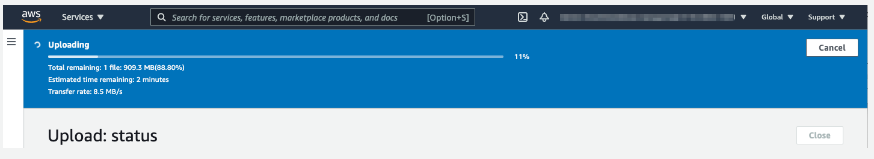 aws Services ▼ Search for services, features, marketplace products, and docs [Option+S] Global ▼ Support ▼
Uploading
11%
Cancel
Total remaining: 1 file: 909.3 MB(88.80%)
Estimated time remaining: 2 minutes
Transfer rate: 8.5 MB/s
Upload: status
Close